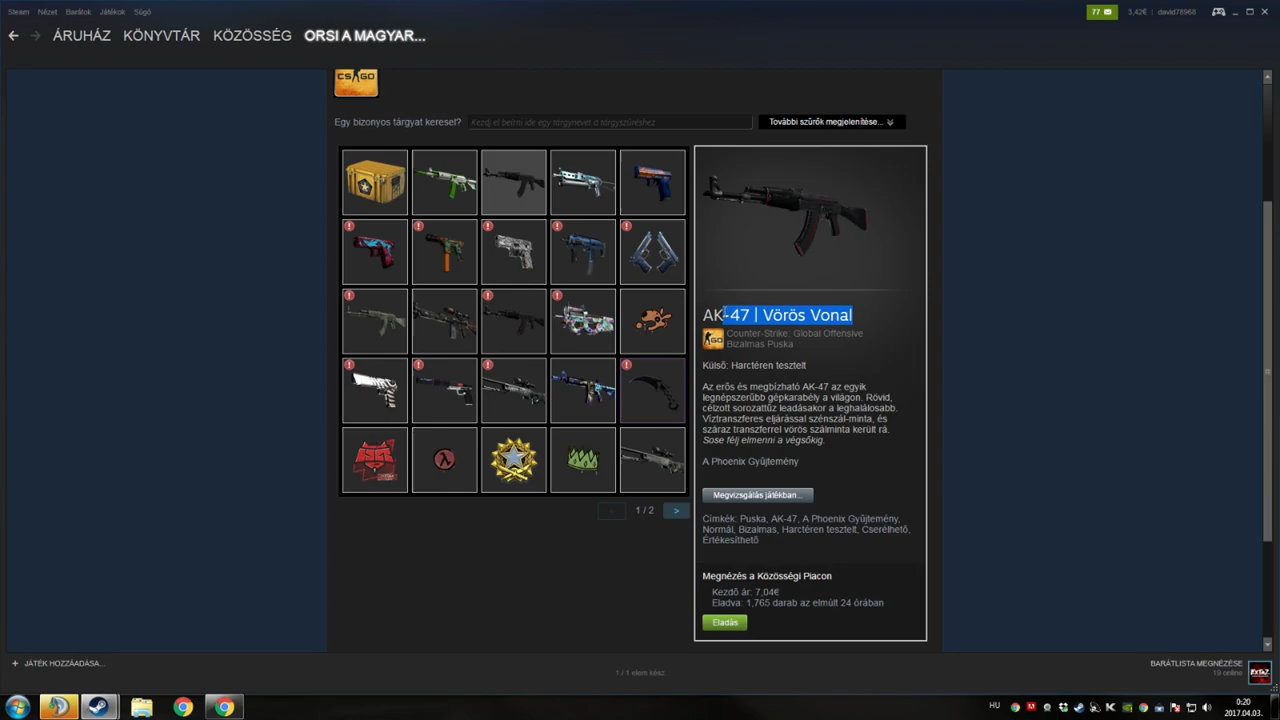 Steam Nézet Barátok Játékok Súgó
77
3,42€ david78968
ÁRUHÁZ KÖNYVTÁR KÖZÖSSÉG ORSI A MAGYAR...
CS GO
Egy bizonyos tárgyat keresel?
Kezdj el beírni ide egy tárgynevet a tárgyszűréshez
További szűrők megjelenítése...
AK-47 | Vörös Vonal
GO
Counter-Strike: Global Offensive
Bizalmas Puska
Külső: Harctéren tesztelt
Az erős és megbízható AK-47 az egyik
legnépszerűbb gépkarabély a világon. Rövid,
célzott sorozattűz leadásakor a leghalálosabb.
Víztranszferes eljárással szénszál-minta, és
száraz transzferrel vörös szálminta került rá.
Sose félj elmenni a végsőkig.
A Phoenix Gyűjtemény
Megvizsgálás játékban...
Címkék: Puska, AK-47, A Phoenix Gyűjtemény,
Normál, Bizalmas, Harctéren tesztelt, Cserélhető,
Értékesíthető
Megnézés a Közösségi Piacon
Kezdő ár: 7,04€
Eladva: 1,765 darab az elmúlt 24 órában
Eladás
< 1 / 2 >
+ JÁTÉK HOZZÁADÁSA...
1 / 1 elem kész
BARÁTLISTA MEGNÉZÉSE
19 online
EXTAZ
HU
0:20
2017.04.03.